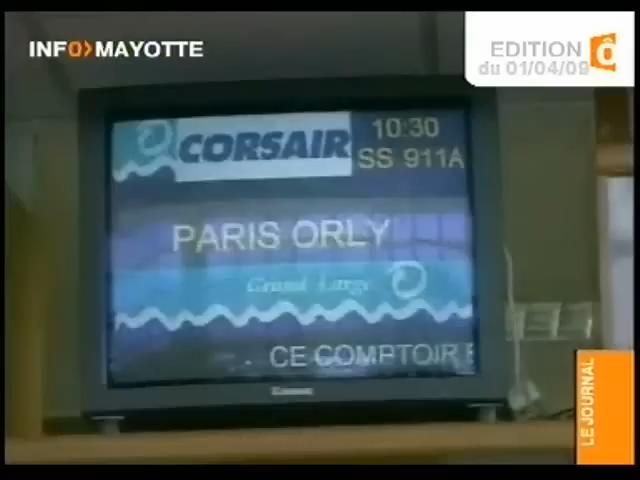 INFO>MAYOTTE
EDITION
du 01/04/09
ô
CORSAIR
10:30
SS 911A
PARIS ORLY
Grand Large
CE COMPTOIR
LE JOURNAL